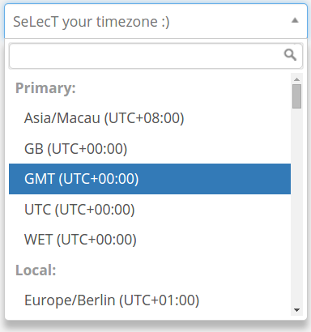 SeLecT your timezone :)
Primary:
Asia/Macau (UTC+08:00)
GB (UTC+00:00)
GMT (UTC+00:00)
UTC (UTC+00:00)
WET (UTC+00:00)
Local:
Europe/Berlin (UTC+01:00)